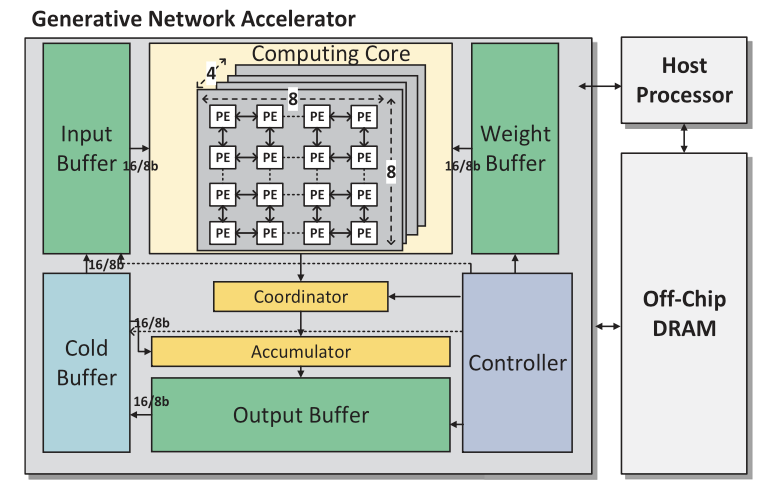 Generative Network Accelerator
Computing Core
4
8
8
PE PE PE PE
PE PE PE PE
PE PE PE PE
PE PE PE PE
Input
Buffer
16/8b
Weight
Buffer
16/8b
Host
Processor
16/8b
Coordinator
16/8b
Accumulator
Cold
Buffer
16/8b
Output Buffer
Controller
Off-Chip
DRAM